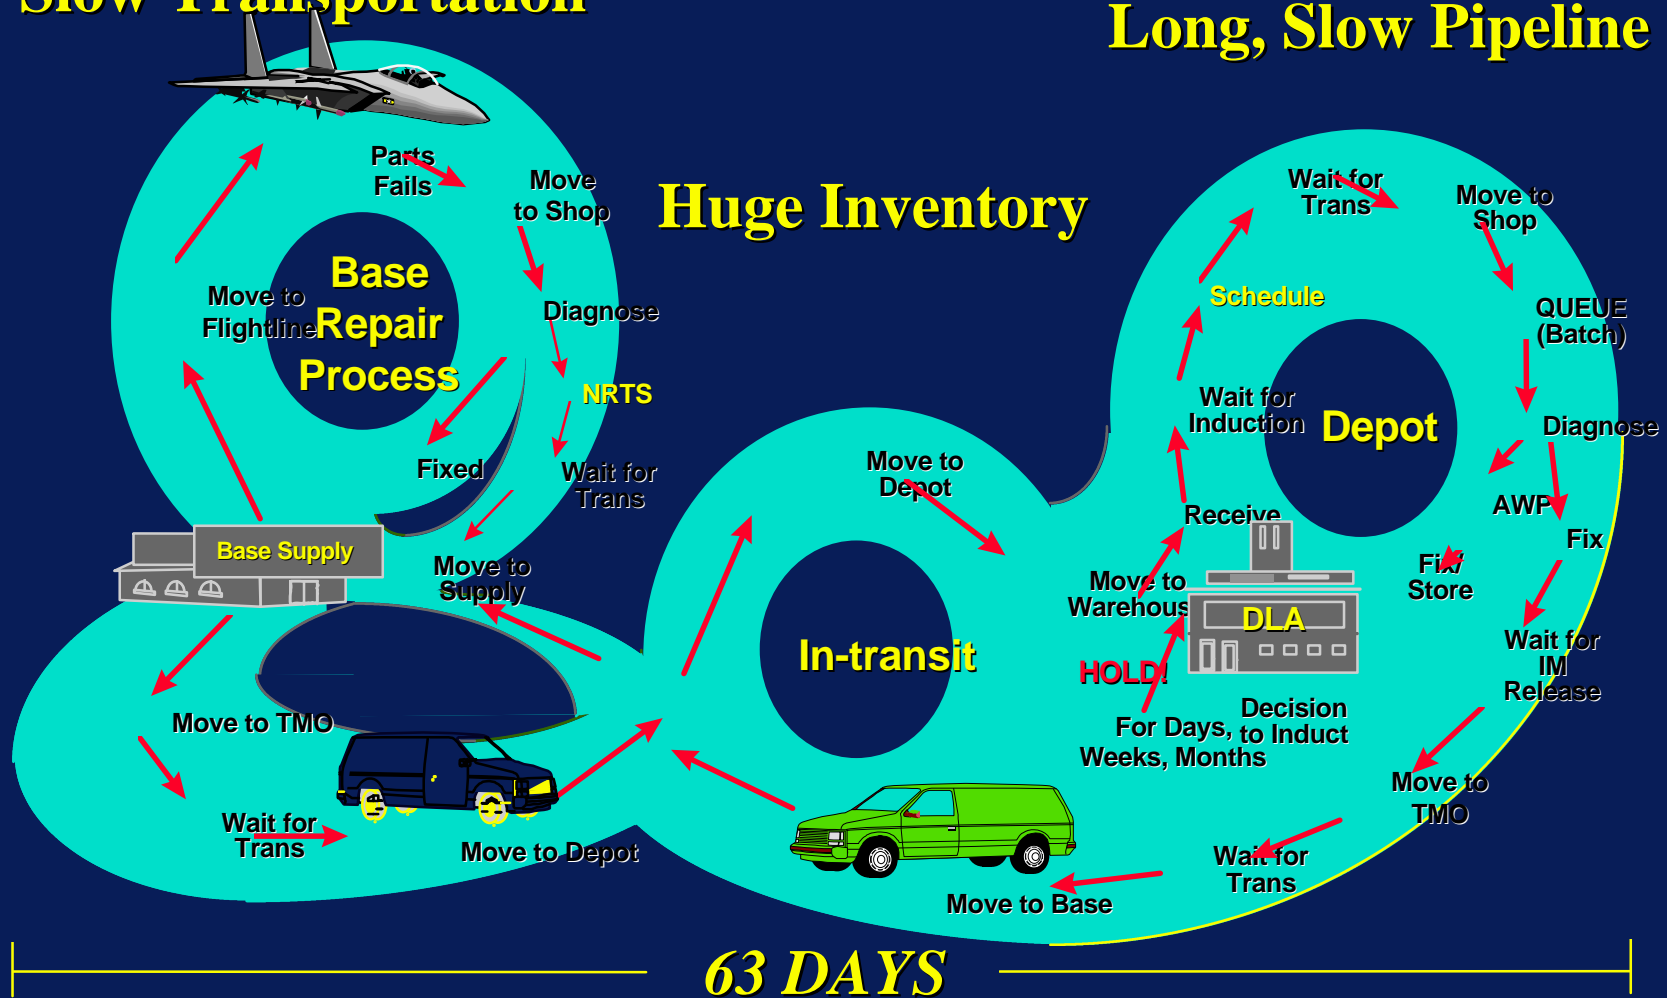 Slow Transportation
Long, Slow Pipeline
Huge Inventory
Parts
Fails
Move
to Shop
Diagnose
NRTS
Wait for
Trans
Fixed
Move to
Supply
Move to
Flightline
Base
Repair
Process
Base Supply
Move to TMO
Wait for
Trans
Move to Depot
Move to
Depot
In-transit
Move to Base
Wait for
Trans
Move to
Shop
QUEUE
(Batch)
Schedule
Wait for
Induction
Depot
Diagnose
Receive
AWP
Fix
Fix/
Store
Move to
Warehous
DLA
HOLD!
For Days,
Weeks, Months
Decision
to Induct
Wait for
IM
Release
Move to
TMO
Wait for
Trans
63 DAYS